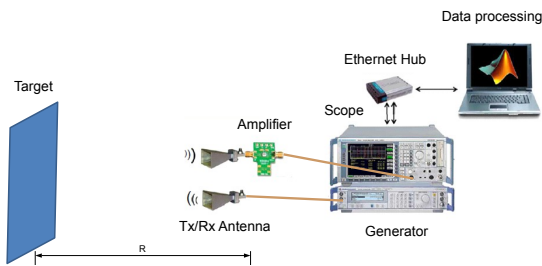 Data processing
Ethernet Hub
Target
Scope
Amplifier
Tx/Rx Antenna
Generator
R